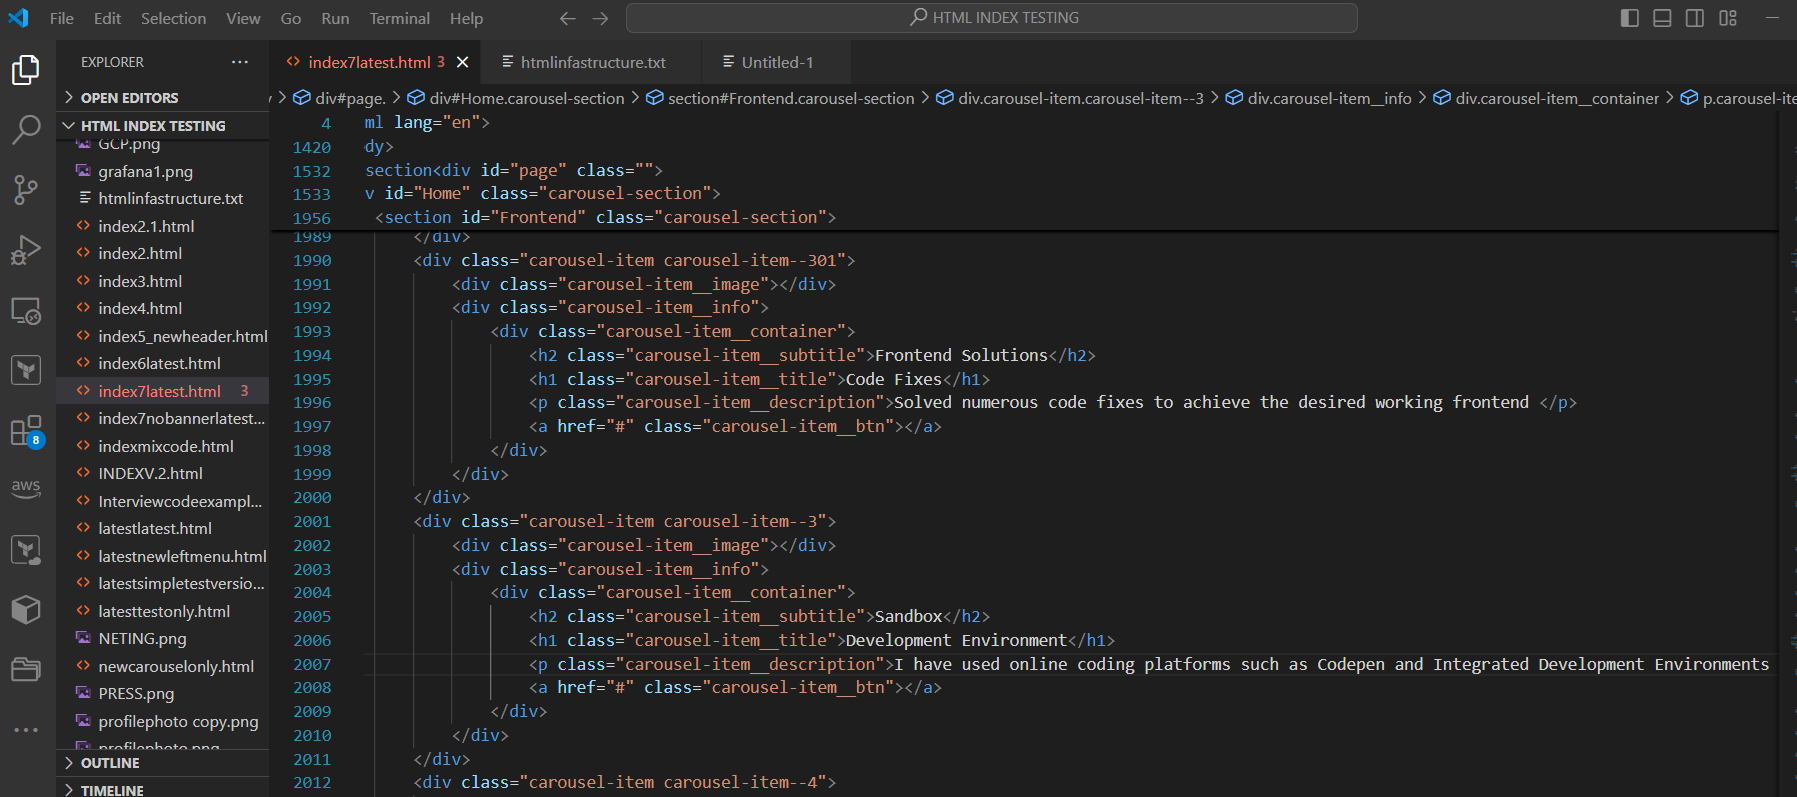 File Edit Selection View Go Run Terminal Help
HTML INDEX TESTING
EXPLORER
index7latest.html 3
htmlinfastructure.txt
Untitled-1
OPEN EDITORS
div#page. > div#Home.carousel-section > section#Frontend.carousel-section > div.carousel-item.carousel-item--3 > div.carousel-item__info > div.carousel-item__container > p.carousel-ite
HTML INDEX TESTING
GCP.png
grafana1.png
htmlinfastructure.txt
index2.1.html
index2.html
index3.html
index4.html
index5_newheader.html
index6latest.html
index7latest.html 3
index7nobannerlatest...
indexmixcode.html
INDEXV.2.html
Interviewcodeexampl...
latestlatest.html
latestnewleftmenu.html
latestsimpletestversio...
latesttestonly.html
NETING.png
newcarouselonly.html
PRESS.png
profilephoto copy.png
profilephoto.png
OUTLINE
TIMELINE
8
aws
4 ml lang="en">
1420 dy>
1532 section<div id="page" class="">
1533 v id="Home" class="carousel-section">
1956 <section id="Frontend" class="carousel-section">
1989 </div>
1990 <div class="carousel-item carousel-item--301">
1991 <div class="carousel-item__image"></div>
1992 <div class="carousel-item__info">
1993 <div class="carousel-item__container">
1994 <h2 class="carousel-item__subtitle">Frontend Solutions</h2>
1995 <h1 class="carousel-item__title">Code Fixes</h1>
1996 <p class="carousel-item__description">Solved numerous code fixes to achieve the desired working frontend </p>
1997 <a href="#" class="carousel-item__btn"></a>
1998 </div>
1999 </div>
2000 </div>
2001 <div class="carousel-item carousel-item--3">
2002 <div class="carousel-item__image"></div>
2003 <div class="carousel-item__info">
2004 <div class="carousel-item__container">
2005 <h2 class="carousel-item__subtitle">Sandbox</h2>
2006 <h1 class="carousel-item__title">Development Environment</h1>
2007 <p class="carousel-item__description">I have used online coding platforms such as Codepen and Integrated Development Environments
2008 <a href="#" class="carousel-item__btn"></a>
2009 </div>
2010 </div>
2011 </div>
2012 <div class="carousel-item carousel-item--4">